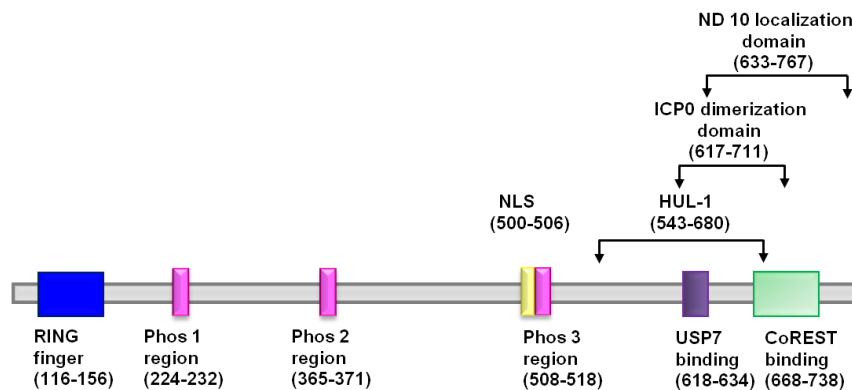 ND 10 localization
domain
(633-767)
ICP0 dimerization
domain
(617-711)
NLS
(500-506)
HUL-1
(543-680)
RING
finger
(116-156)
Phos 1
region
(224-232)
Phos 2
region
(365-371)
Phos 3
region
(508-518)
USP7
binding
(618-634)
CoREST
binding
(668-738)